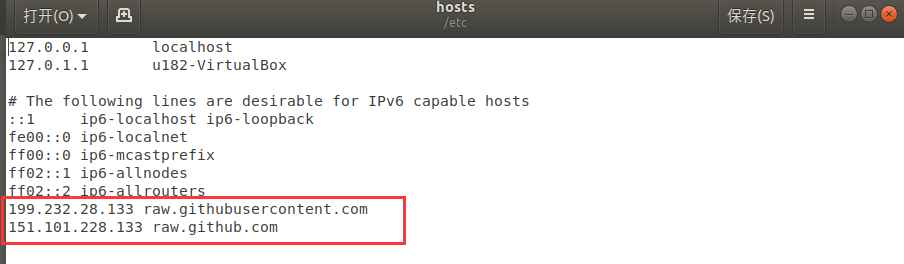 打开(O)
hosts
/etc
保存(S)
127.0.0.1       localhost
127.0.1.1       u182-VirtualBox
# The following lines are desirable for IPv6 capable hosts
::1     ip6-localhost ip6-loopback
fe00::0 ip6-localnet
ff00::0 ip6-mcastprefix
ff02::1 ip6-allnodes
ff02::2 ip6-allrouters
199.232.28.133 raw.githubusercontent.com
151.101.228.133 raw.github.com